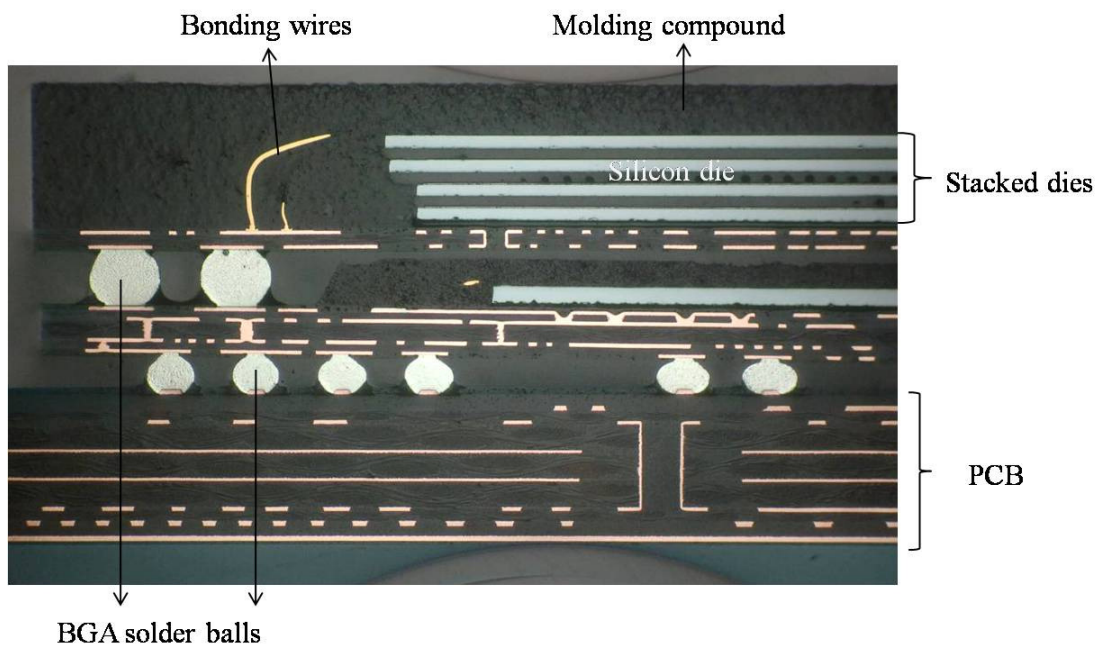 Bonding wires
Molding compound
Silicon die
Stacked dies
PCB
BGA solder balls